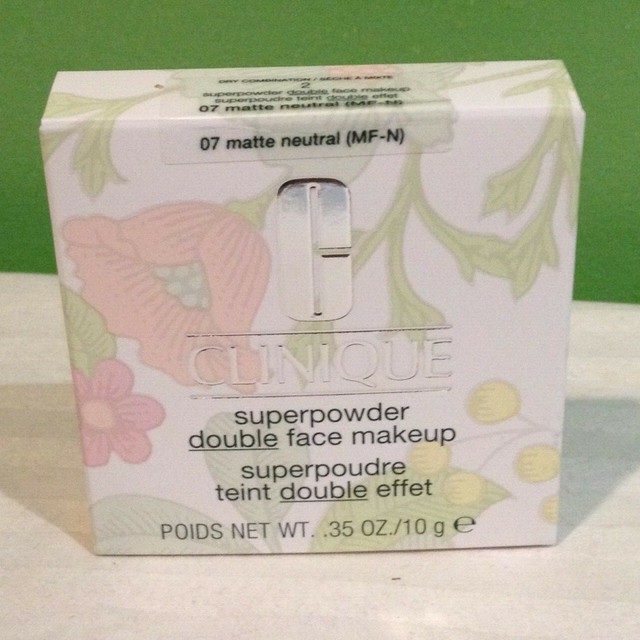 DRY COMBINATION / SÈCHE À MIXTE
2
superpowder double face makeup
superpoudre teint double effet
07 matte neutral (MF-N)
07 matte neutral (MF-N)
CLINIQUE
superpowder
double face makeup
superpoudre
teint double effet
POIDS NET WT. .35 OZ./10 g ℮